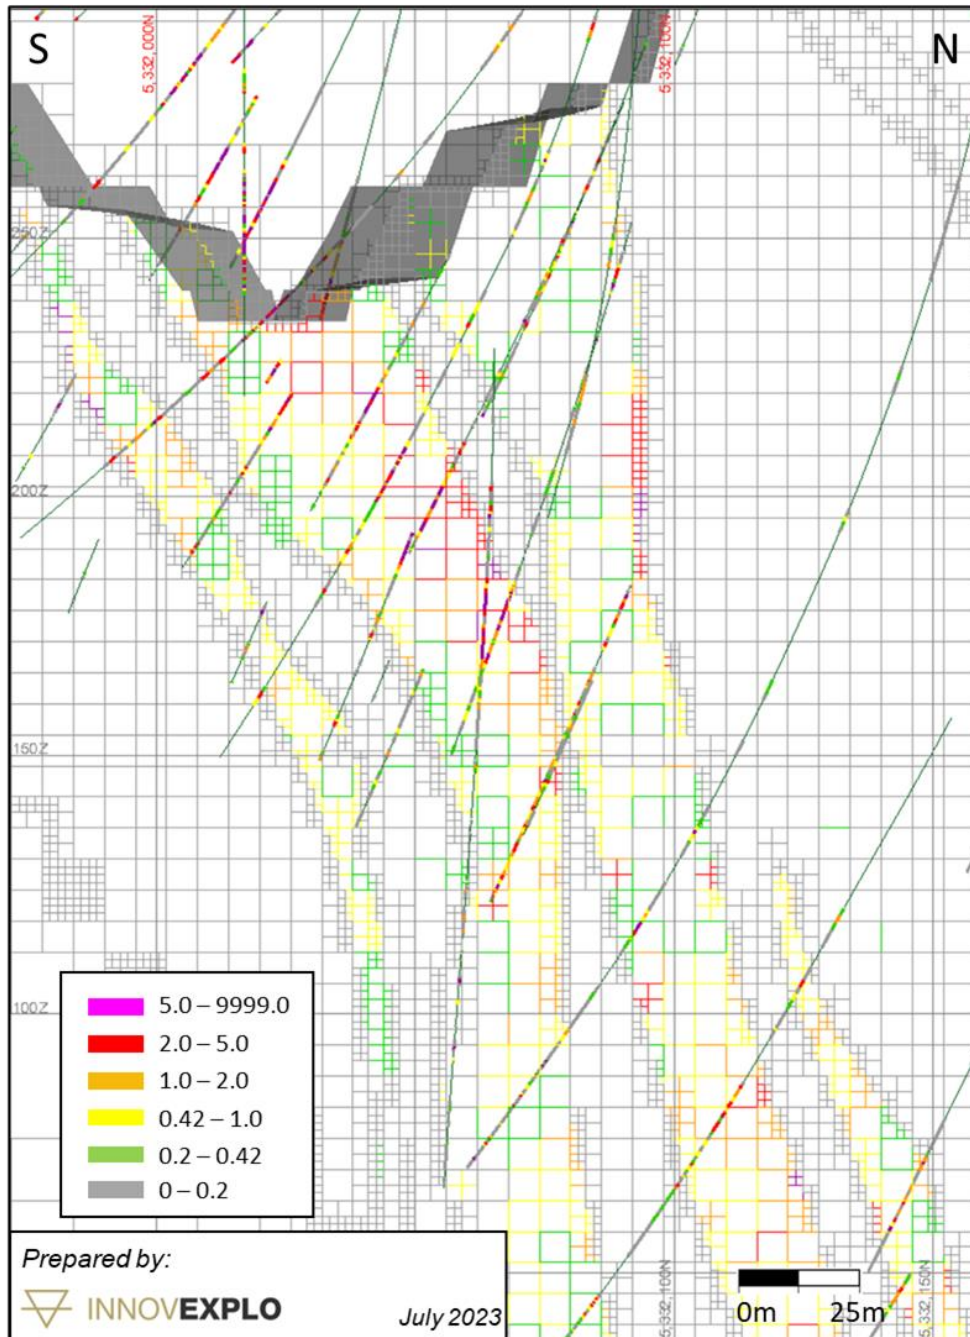 S
N
5 332, 000N
5 332, 100N
250Z
200Z
150Z
100Z
5.0 – 9999.0
2.0 – 5.0
1.0 – 2.0
0.42 – 1.0
0.2 – 0.42
0 – 0.2
Prepared by:
INNOVEXPLO
July 2023
5,332, 100N
5,332, 150N
0m 25m